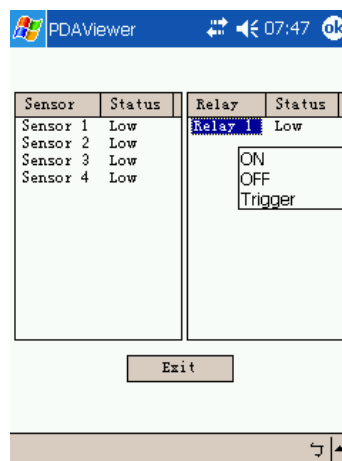 PDAViewer 07:47 ok
Sensor Status
Sensor 1 Low
Sensor 2 Low
Sensor 3 Low
Sensor 4 Low
Relay Status
Relay 1 Low
ON
OFF
Trigger
Exit